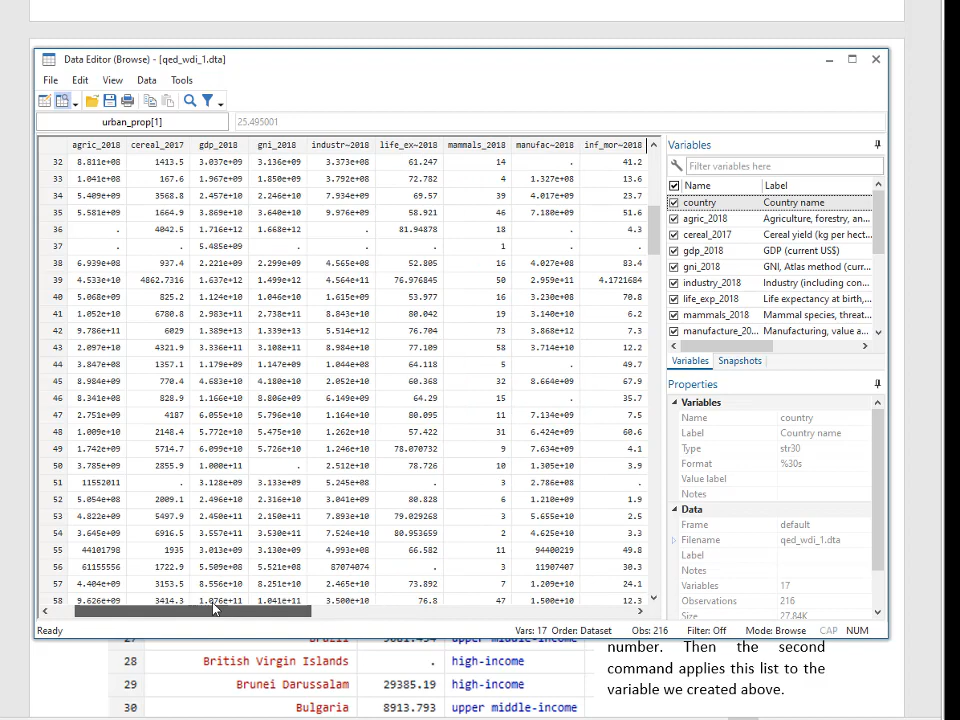 Data Editor (Browse) - [qed_wdi_1.dta]
File Edit View Data Tools
urban_prop[1] 25.495001
agric_2018 cereal_2017 gdp_2018 gni_2018 industr~2018 life_ex~2018 mammals_2018 manufac~2018 inf_mor~2018
32 8.811e+08 1413.5 3.037e+09 3.136e+09 3.373e+08 61.247 14 . 41.2
33 1.041e+08 167.6 1.967e+09 1.850e+09 3.792e+08 72.782 4 1.327e+08 13.6
34 5.409e+09 3568.8 2.457e+10 2.246e+10 7.934e+09 69.57 39 4.017e+09 23.7
35 5.581e+09 1664.9 3.869e+10 3.640e+10 9.976e+09 58.921 46 7.180e+09 51.6
36 . 4042.5 1.716e+12 1.668e+12 . 81.94878 18 . 4.3
37 . . 5.485e+09 . . . 1 . .
38 6.939e+08 937.4 2.221e+09 2.299e+09 4.565e+08 52.805 16 4.027e+08 83.4
39 4.533e+10 4862.7316 1.637e+12 1.499e+12 4.564e+11 76.976845 50 2.959e+11 4.1721684
40 5.068e+09 825.2 1.124e+10 1.046e+10 1.615e+09 53.977 16 3.230e+08 70.8
41 1.052e+10 6780.8 2.983e+11 2.738e+11 8.843e+10 80.042 19 3.140e+10 6.2
42 9.786e+11 6029 1.389e+13 1.339e+13 5.514e+12 76.704 73 3.868e+12 7.3
43 2.097e+10 4321.9 3.336e+11 3.108e+11 8.984e+10 77.109 58 3.714e+10 12.2
44 3.847e+08 1357.1 1.179e+09 1.147e+09 1.044e+08 64.118 5 . 49.7
45 8.984e+09 770.4 4.683e+10 4.180e+10 2.052e+10 60.368 32 8.664e+09 67.9
46 8.341e+08 828.9 1.166e+10 8.806e+09 6.149e+09 64.29 15 . 35.7
47 2.751e+09 4187 6.055e+10 5.796e+10 1.164e+10 80.095 11 7.134e+09 7.5
48 1.009e+10 2148.4 5.772e+10 5.475e+10 1.262e+10 57.422 31 6.424e+09 60.6
49 1.742e+09 5714.7 6.099e+10 5.726e+10 1.246e+10 78.070732 9 7.634e+09 4.1
50 3.785e+09 2855.9 1.000e+11 . 2.512e+10 78.726 10 1.305e+10 3.9
51 11552011 . 3.128e+09 3.133e+09 5.245e+08 . 3 2.786e+08 .
52 5.054e+08 2009.1 2.496e+10 2.316e+10 3.041e+09 80.828 6 1.210e+09 1.9
53 4.822e+09 5497.9 2.450e+11 2.150e+11 7.893e+10 79.029268 3 5.655e+10 2.5
54 3.645e+09 6916.5 3.557e+11 3.530e+11 7.524e+10 80.953659 2 4.625e+10 3.3
55 44101798 1935 3.013e+09 3.130e+09 4.993e+08 66.582 11 94400219 49.8
56 61155556 1722.9 5.509e+08 5.521e+08 87074074 . 3 11907407 30.3
57 4.404e+09 3153.5 8.556e+10 8.251e+10 2.465e+10 73.892 7 1.209e+10 24.1
58 9.626e+09 3414.3 1.076e+11 1.041e+11 3.500e+10 76.8 47 1.500e+10 12.3
Variables
Filter variables here
Name Label
country Country name
agric_2018 Agriculture, forestry, an...
cereal_2017 Cereal yield (kg per hect...
gdp_2018 GDP (current US$)
gni_2018 GNI, Atlas method (curr...
industry_2018 Industry (including con...
life_exp_2018 Life expectancy at birth,...
mammals_2018 Mammal species, threat...
manufacture_20... Manufacturing, value a...
Variables Snapshots
Properties
Variables
Name country
Label Country name
Type str30
Format %30s
Value label
Notes
Data
Frame default
Filename qed_wdi_1.dta
Label
Notes
Variables 17
Observations 216
Size 27.84K
Ready Vars: 17 Order: Dataset Obs: 216 Filter: Off Mode: Browse CAP NUM
28 British Virgin Islands . high-income
29 Brunei Darussalam 29385.19 high-income
30 Bulgaria 8913.793 upper middle-income
number. Then the second
command applies this list to the
variable we created above.